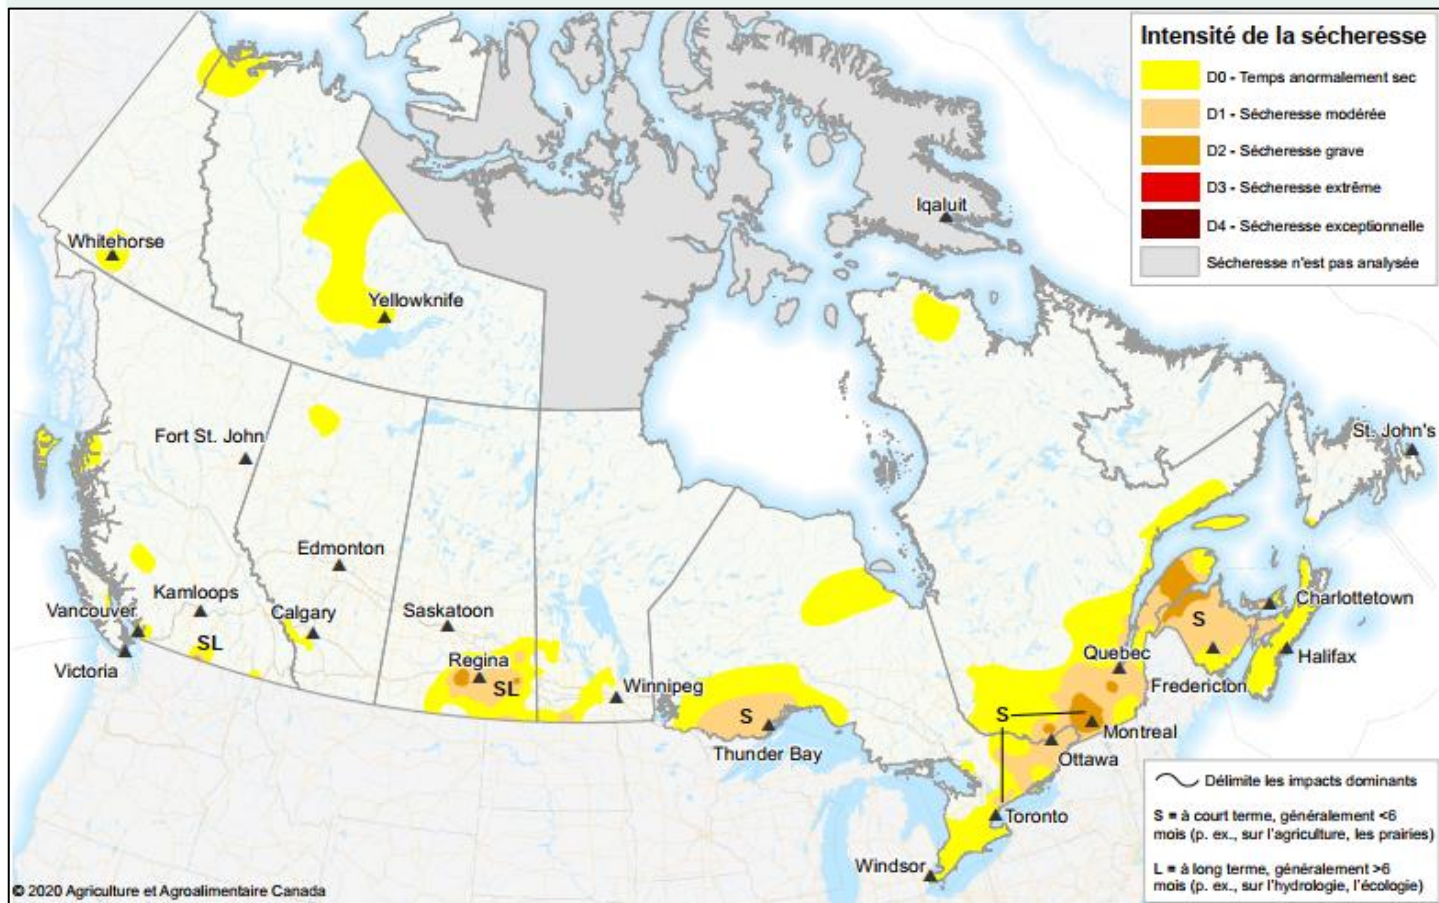 Intensité de la sécheresse
D0 - Temps anormalement sec
D1 - Sécheresse modérée
D2 - Sécheresse grave
D3 - Sécheresse extrême
D4 - Sécheresse exceptionnelle
Sécheresse n'est pas analysée
Iqaluit
Whitehorse
Yellowknife
Fort St. John
St. John's
Edmonton
Kamloops
Vancouver
Calgary
Saskatoon
Charlottetown
S
SL
Victoria
Regina
SL
Winnipeg
Quebec
Halifax
Fredericton
S
S
Montreal
Thunder Bay
Ottawa
Toronto
Windsor
Délimite les impacts dominants
S = à court terme, généralement <6
mois (p. ex., sur l'agriculture, les prairies)
L = à long terme, généralement >6
mois (p. ex., sur l'hydrologie, l'écologie)
© 2020 Agriculture et Agroalimentaire Canada